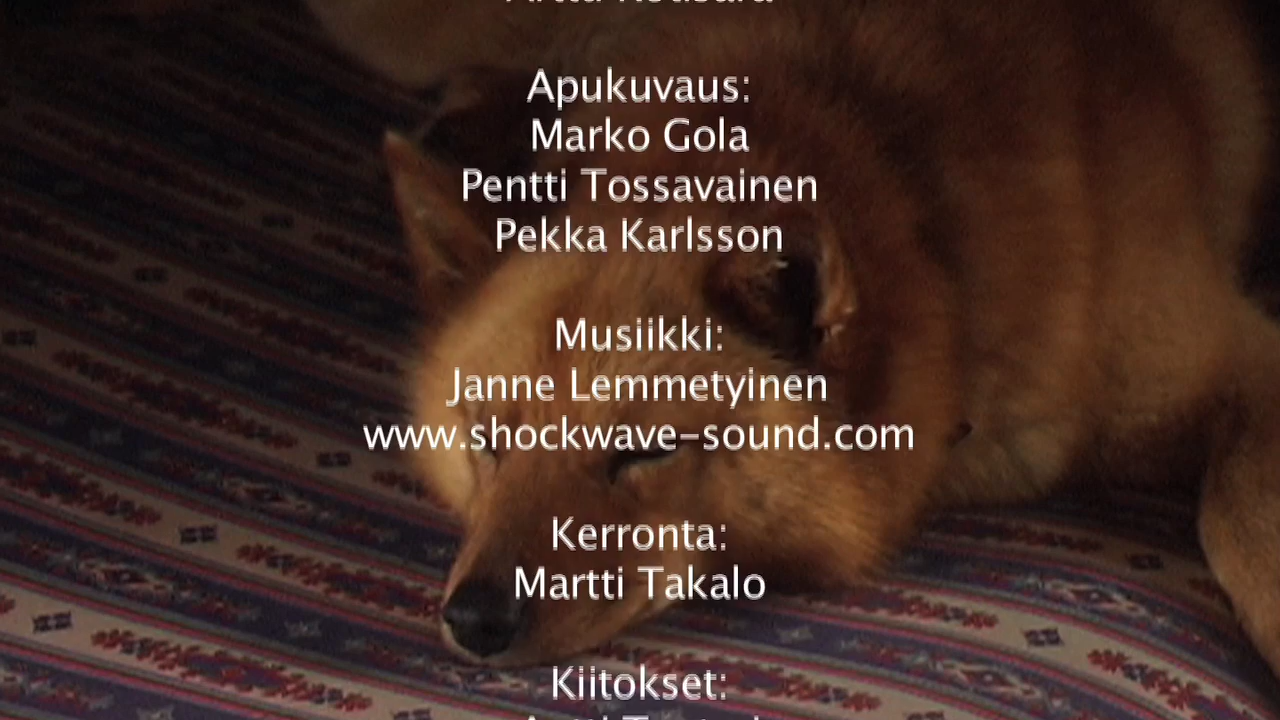 Apukuvaus:
Marko Gola
Pentti Tossavainen
Pekka Karlsson
Musiikki:
Janne Lemmetyinen
www.shockwave-sound.com
Kerronta:
Martti Takalo
Kiitokset: